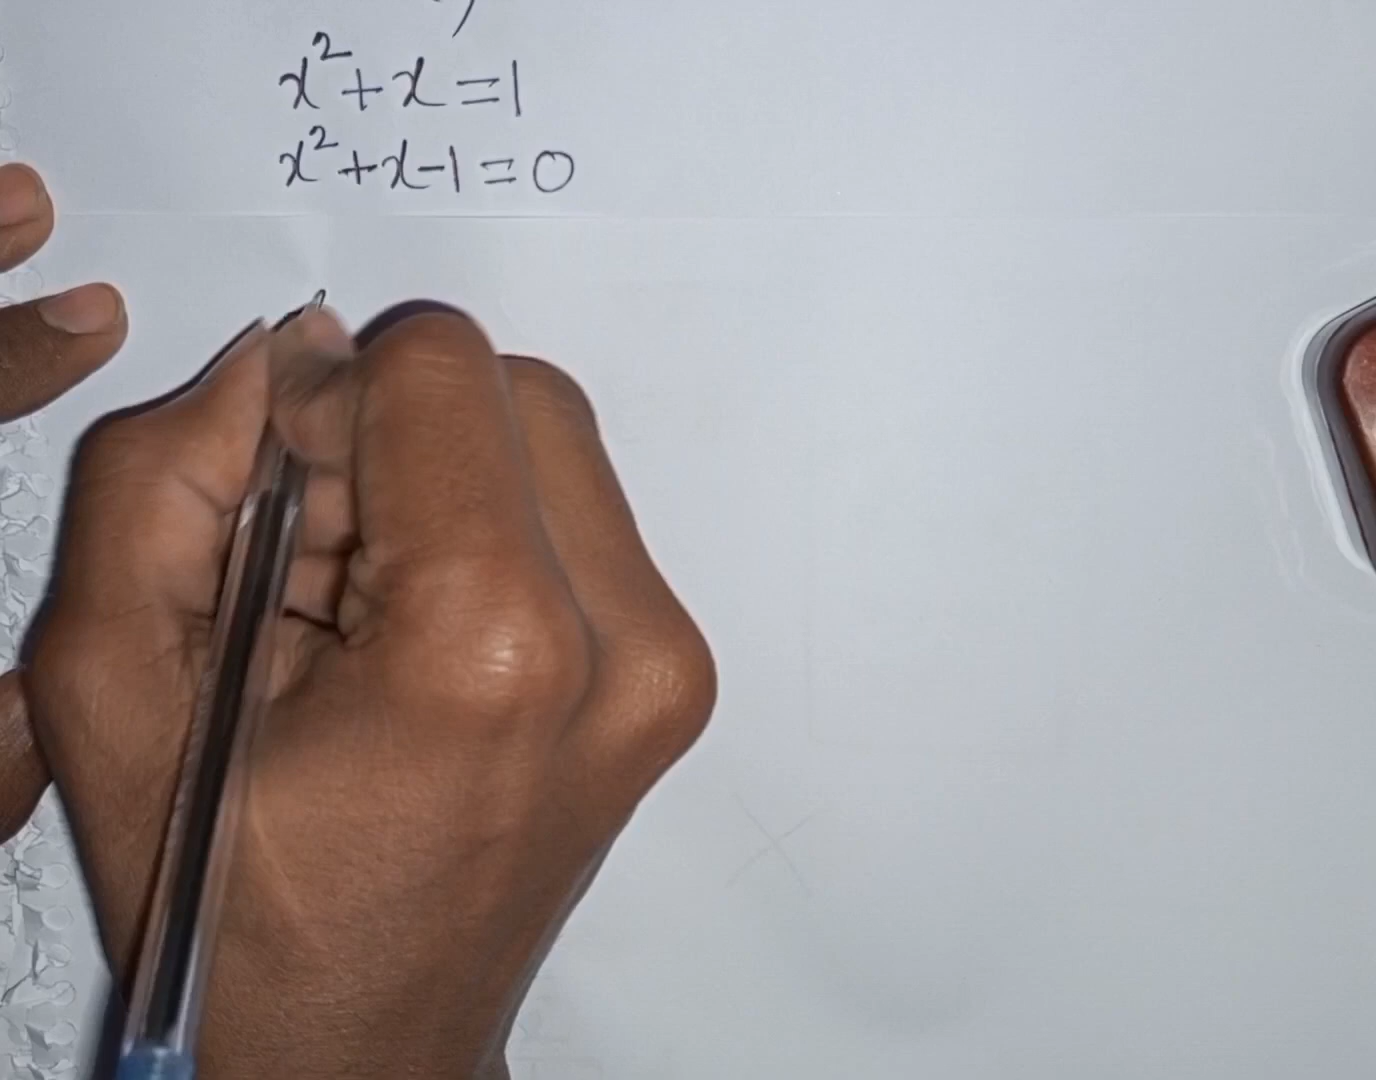 x² + x = 1
x² + x - 1 = 0